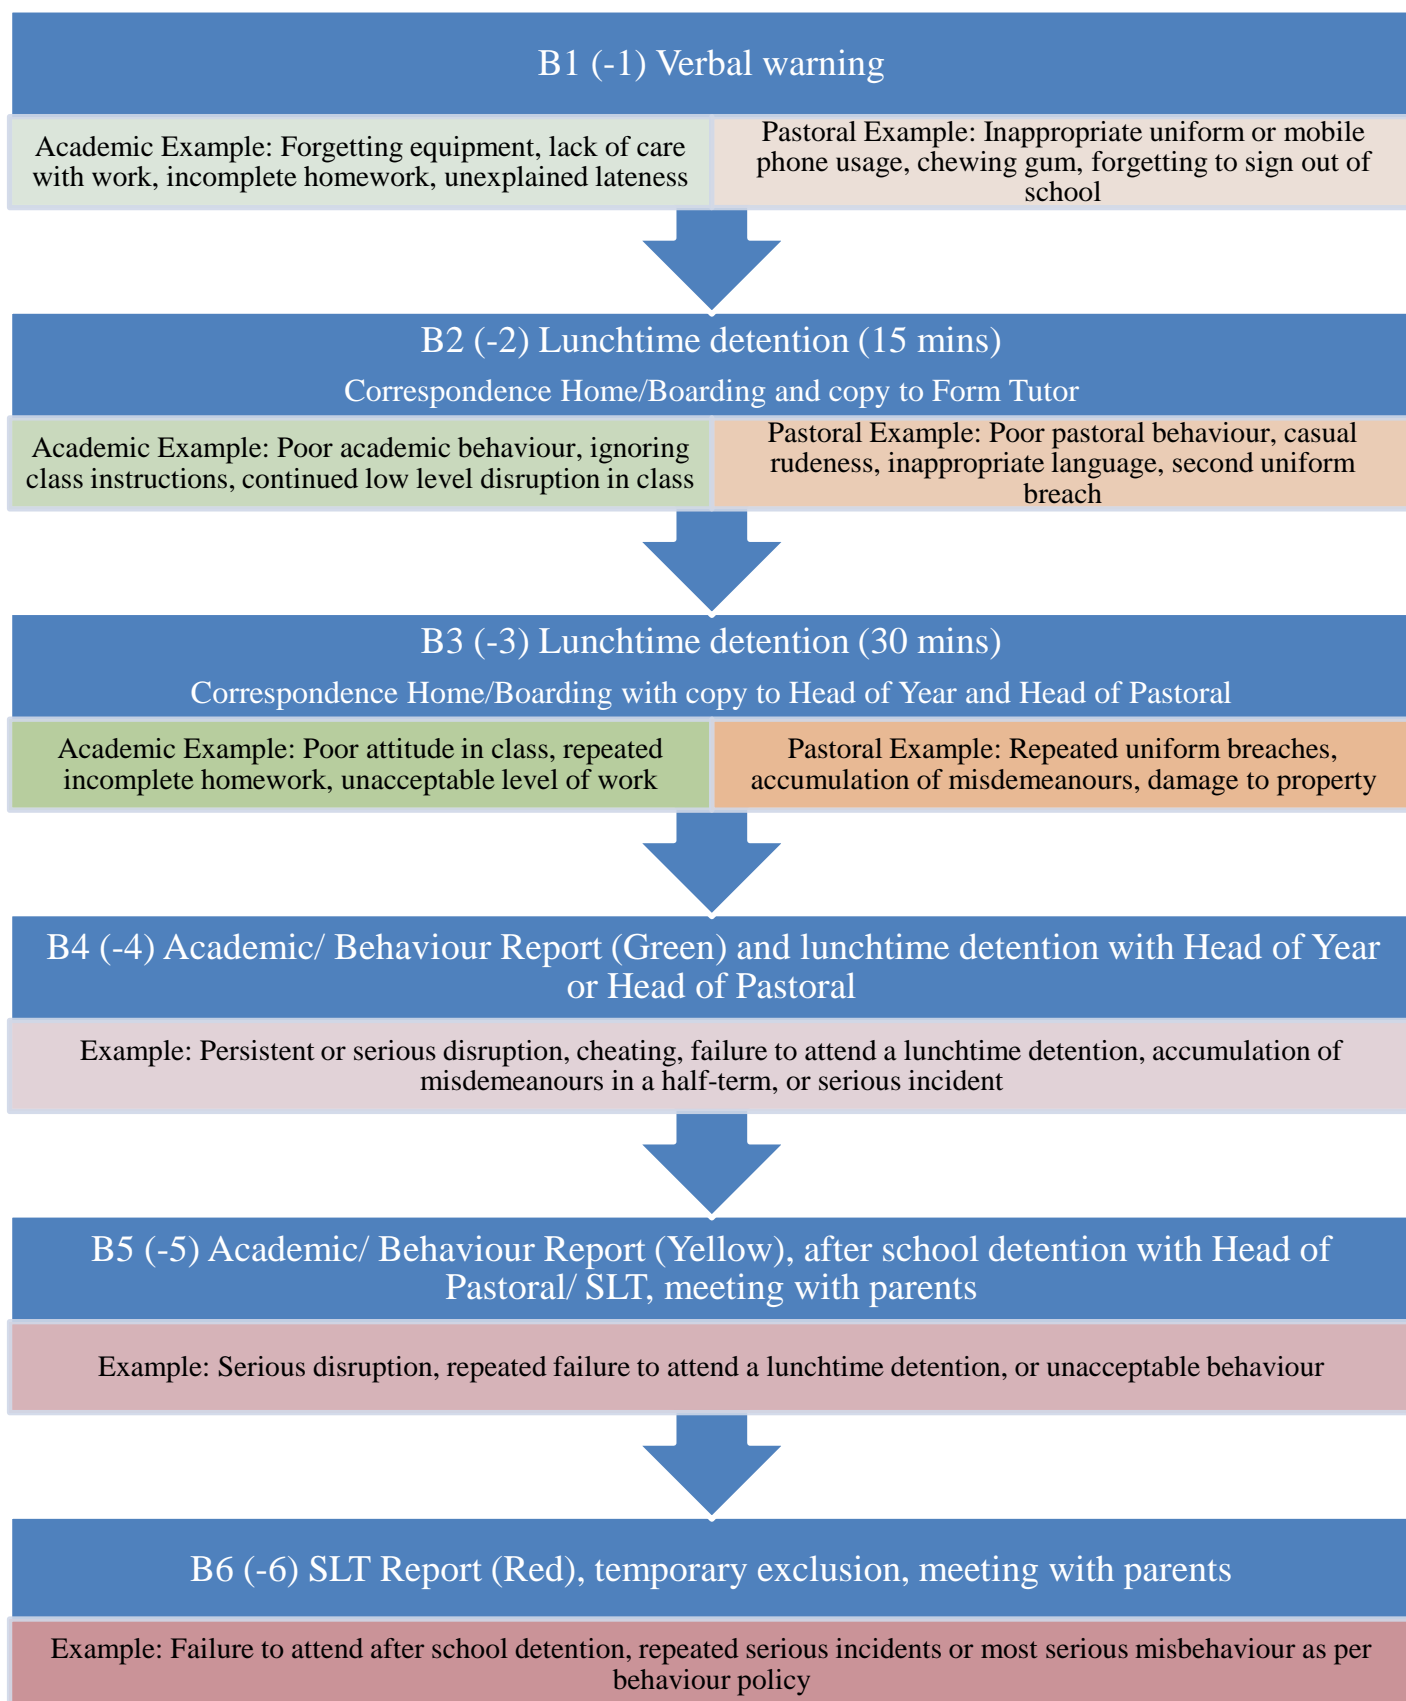 B1 (-1) Verbal warning
Academic Example: Forgetting equipment, lack of care
with work, incomplete homework, unexplained lateness
Pastoral Example: Inappropriate uniform or mobile
phone usage, chewing gum, forgetting to sign out of
school
B2 (-2) Lunchtime detention (15 mins)
Correspondence Home/Boarding and copy to Form Tutor
Academic Example: Poor academic behaviour, ignoring
class instructions, continued low level disruption in class
Pastoral Example: Poor pastoral behaviour, casual
rudeness, inappropriate language, second uniform
breach
B3 (-3) Lunchtime detention (30 mins)
Correspondence Home/Boarding with copy to Head of Year and Head of Pastoral
Academic Example: Poor attitude in class, repeated
incomplete homework, unacceptable level of work
Pastoral Example: Repeated uniform breaches,
accumulation of misdemeanours, damage to property
B4 (-4) Academic/ Behaviour Report (Green) and lunchtime detention with Head of Year
or Head of Pastoral
Example: Persistent or serious disruption, cheating, failure to attend a lunchtime detention, accumulation of
misdemeanours in a half-term, or serious incident
B5 (-5) Academic/ Behaviour Report (Yellow), after school detention with Head of
Pastoral/ SLT, meeting with parents
Example: Serious disruption, repeated failure to attend a lunchtime detention, or unacceptable behaviour
B6 (-6) SLT Report (Red), temporary exclusion, meeting with parents
Example: Failure to attend after school detention, repeated serious incidents or most serious misbehaviour as per
behaviour policy